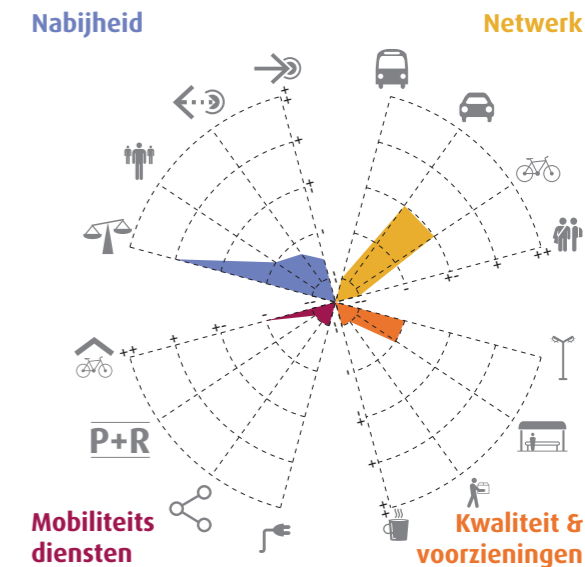 Nabijheid
Netwerk
++
+
+
++
+
+
++
+
+
P+R
+
+
++
Mobiliteits
diensten
Kwaliteit &
voorzieningen